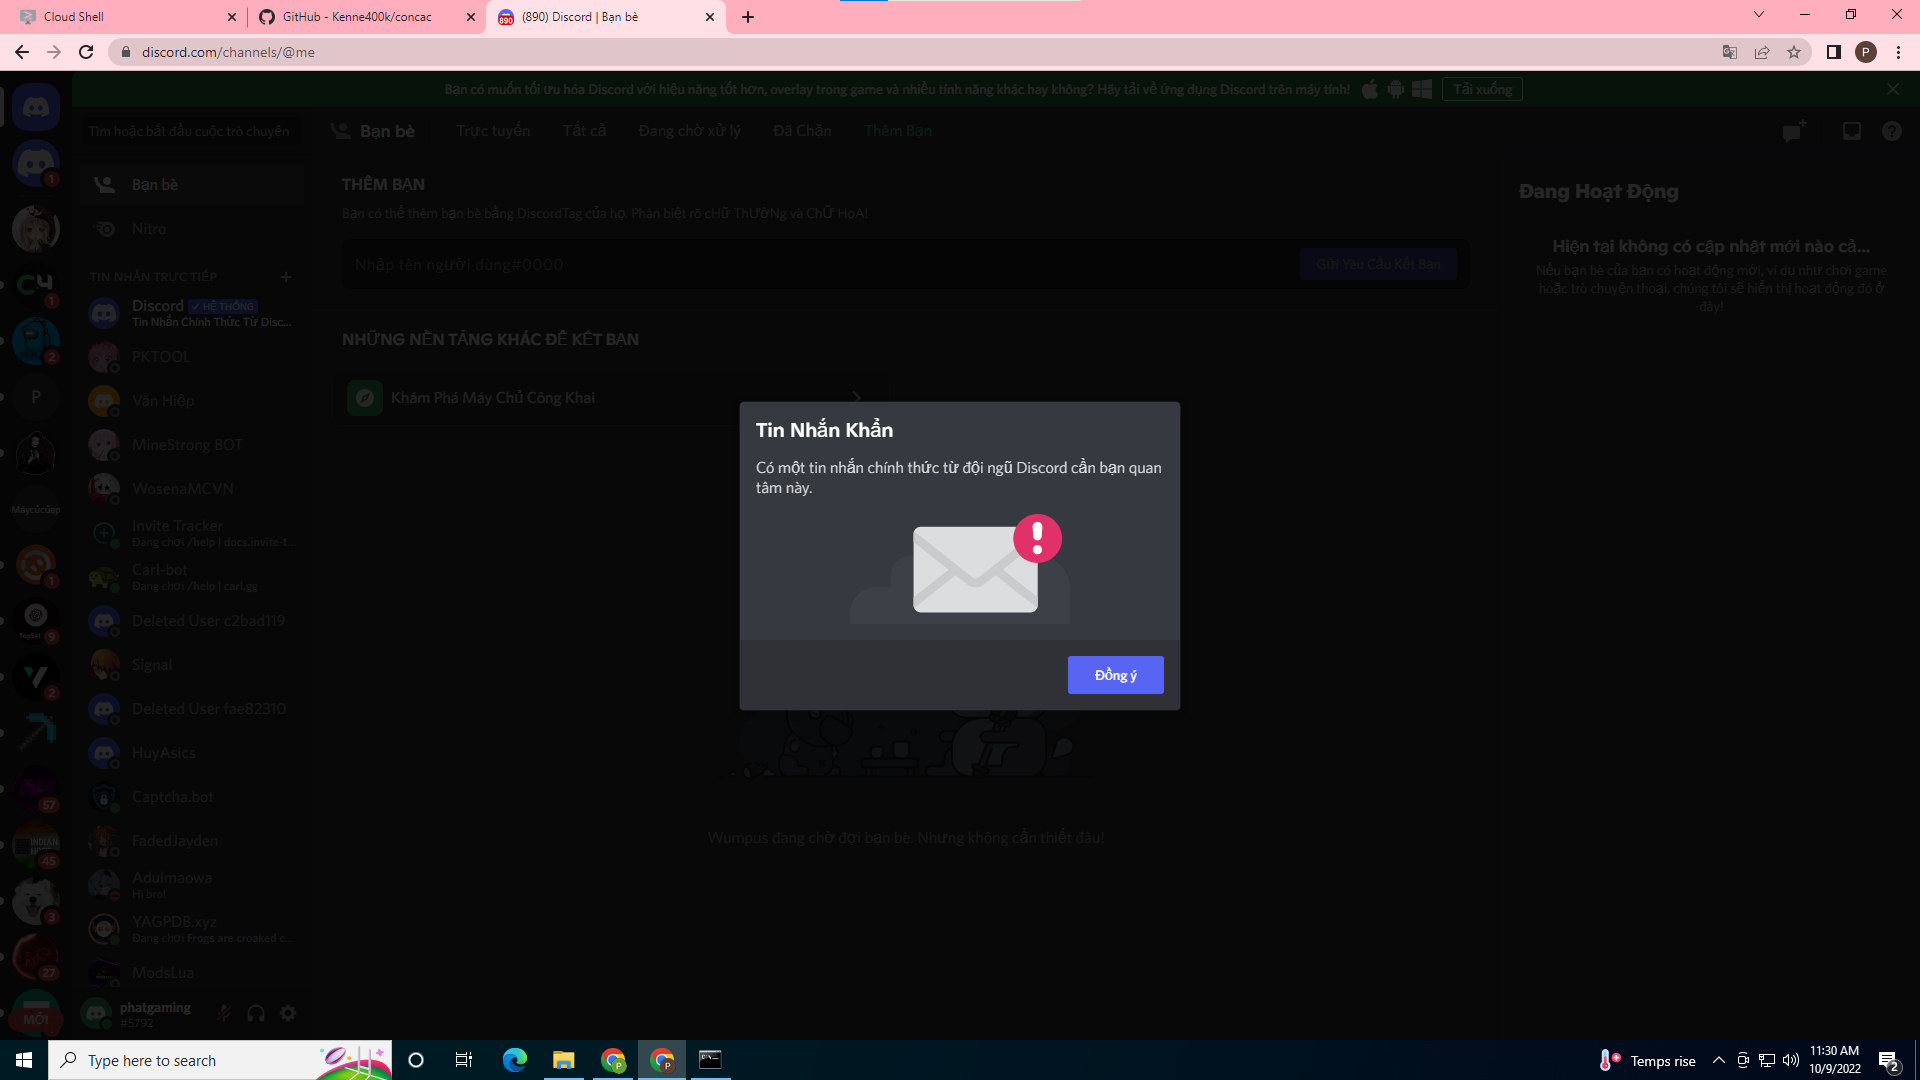 Cloud Shell
GitHub - Kenne400k/concac
(890) Discord | Bạn bè
discord.com/channels/@me
P
Bạn có muốn tối ưu hóa Discord với hiệu năng tốt hơn, overlay trong game và nhiều tính năng khác hay không? Hãy tải về ứng dụng Discord trên máy tính!
Tải xuống
Tìm hoặc bắt đầu cuộc trò chuyện
Bạn bè
Trực tuyến
Tất cả
Đang chờ xử lý
Đã Chặn
Thêm Bạn
Bạn bè
Nitro
TIN NHẮN TRỰC TIẾP
Discord
HỆ THỐNG
Tin Nhắn Chính Thức Từ Disc...
PKTOOL
Văn Hiệp
MineStrong BOT
WosenaMCVN
Invite Tracker
Đang chơi /help | docs.invite-t...
Carl-bot
Đang chơi /help | carl.gg
Deleted User c2bad119
Signal
Deleted User fae82310
HuyAsics
Captcha.bot
FadedJayden
Adulmaowa
Hi bro!
YAGPDB.xyz
Đang chơi Frogs are croaked c...
ModsLua
phatgaming
#5792
1
1
2
P
Máycủcủap
1
9
2
57
45
3
27
MỚI
THÊM BẠN
Bạn có thể thêm bạn bè bằng DiscordTag của họ. Phân biệt rõ cHỮ ThƯỜNg và ChỮ HoA!
Nhập tên người dùng#0000
Gửi Yêu Cầu Kết Bạn
NHỮNG NỀN TẢNG KHÁC ĐỂ KẾT BẠN
Khám Phá Máy Chủ Công Khai
Tin Nhắn Khẩn
Có một tin nhắn chính thức từ đội ngũ Discord cần bạn quan
tâm này.
Đồng ý
Wumpus đang chờ đợi bạn bè. Nhưng không cần thiết đâu!
Đang Hoạt Động
Hiện tại không có cập nhật mới nào cả...
Nếu bạn bè của bạn có hoạt động mới, ví dụ như chơi game
hoặc trò chuyện thoại, chúng tôi sẽ hiển thị hoạt động đó ở
đây!
Type here to search
Temps rise
11:30 AM
10/9/2022
2